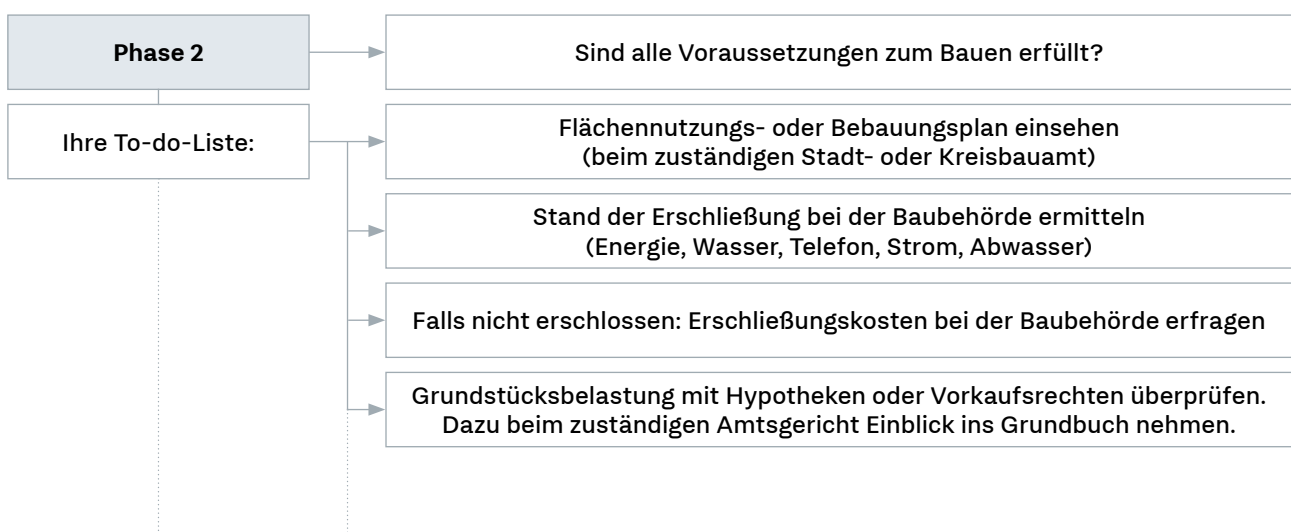 Phase 2
Sind alle Voraussetzungen zum Bauen erfüllt?
Ihre To-do-Liste:
Flächennutzungs- oder Bebauungsplan einsehen
(beim zuständigen Stadt- oder Kreisbauamt)
Stand der Erschließung bei der Baubehörde ermitteln
(Energie, Wasser, Telefon, Strom, Abwasser)
Falls nicht erschlossen: Erschließungskosten bei der Baubehörde erfragen
Grundstücksbelastung mit Hypotheken oder Vorkaufsrechten überprüfen.
Dazu beim zuständigen Amtsgericht Einblick ins Grundbuch nehmen.